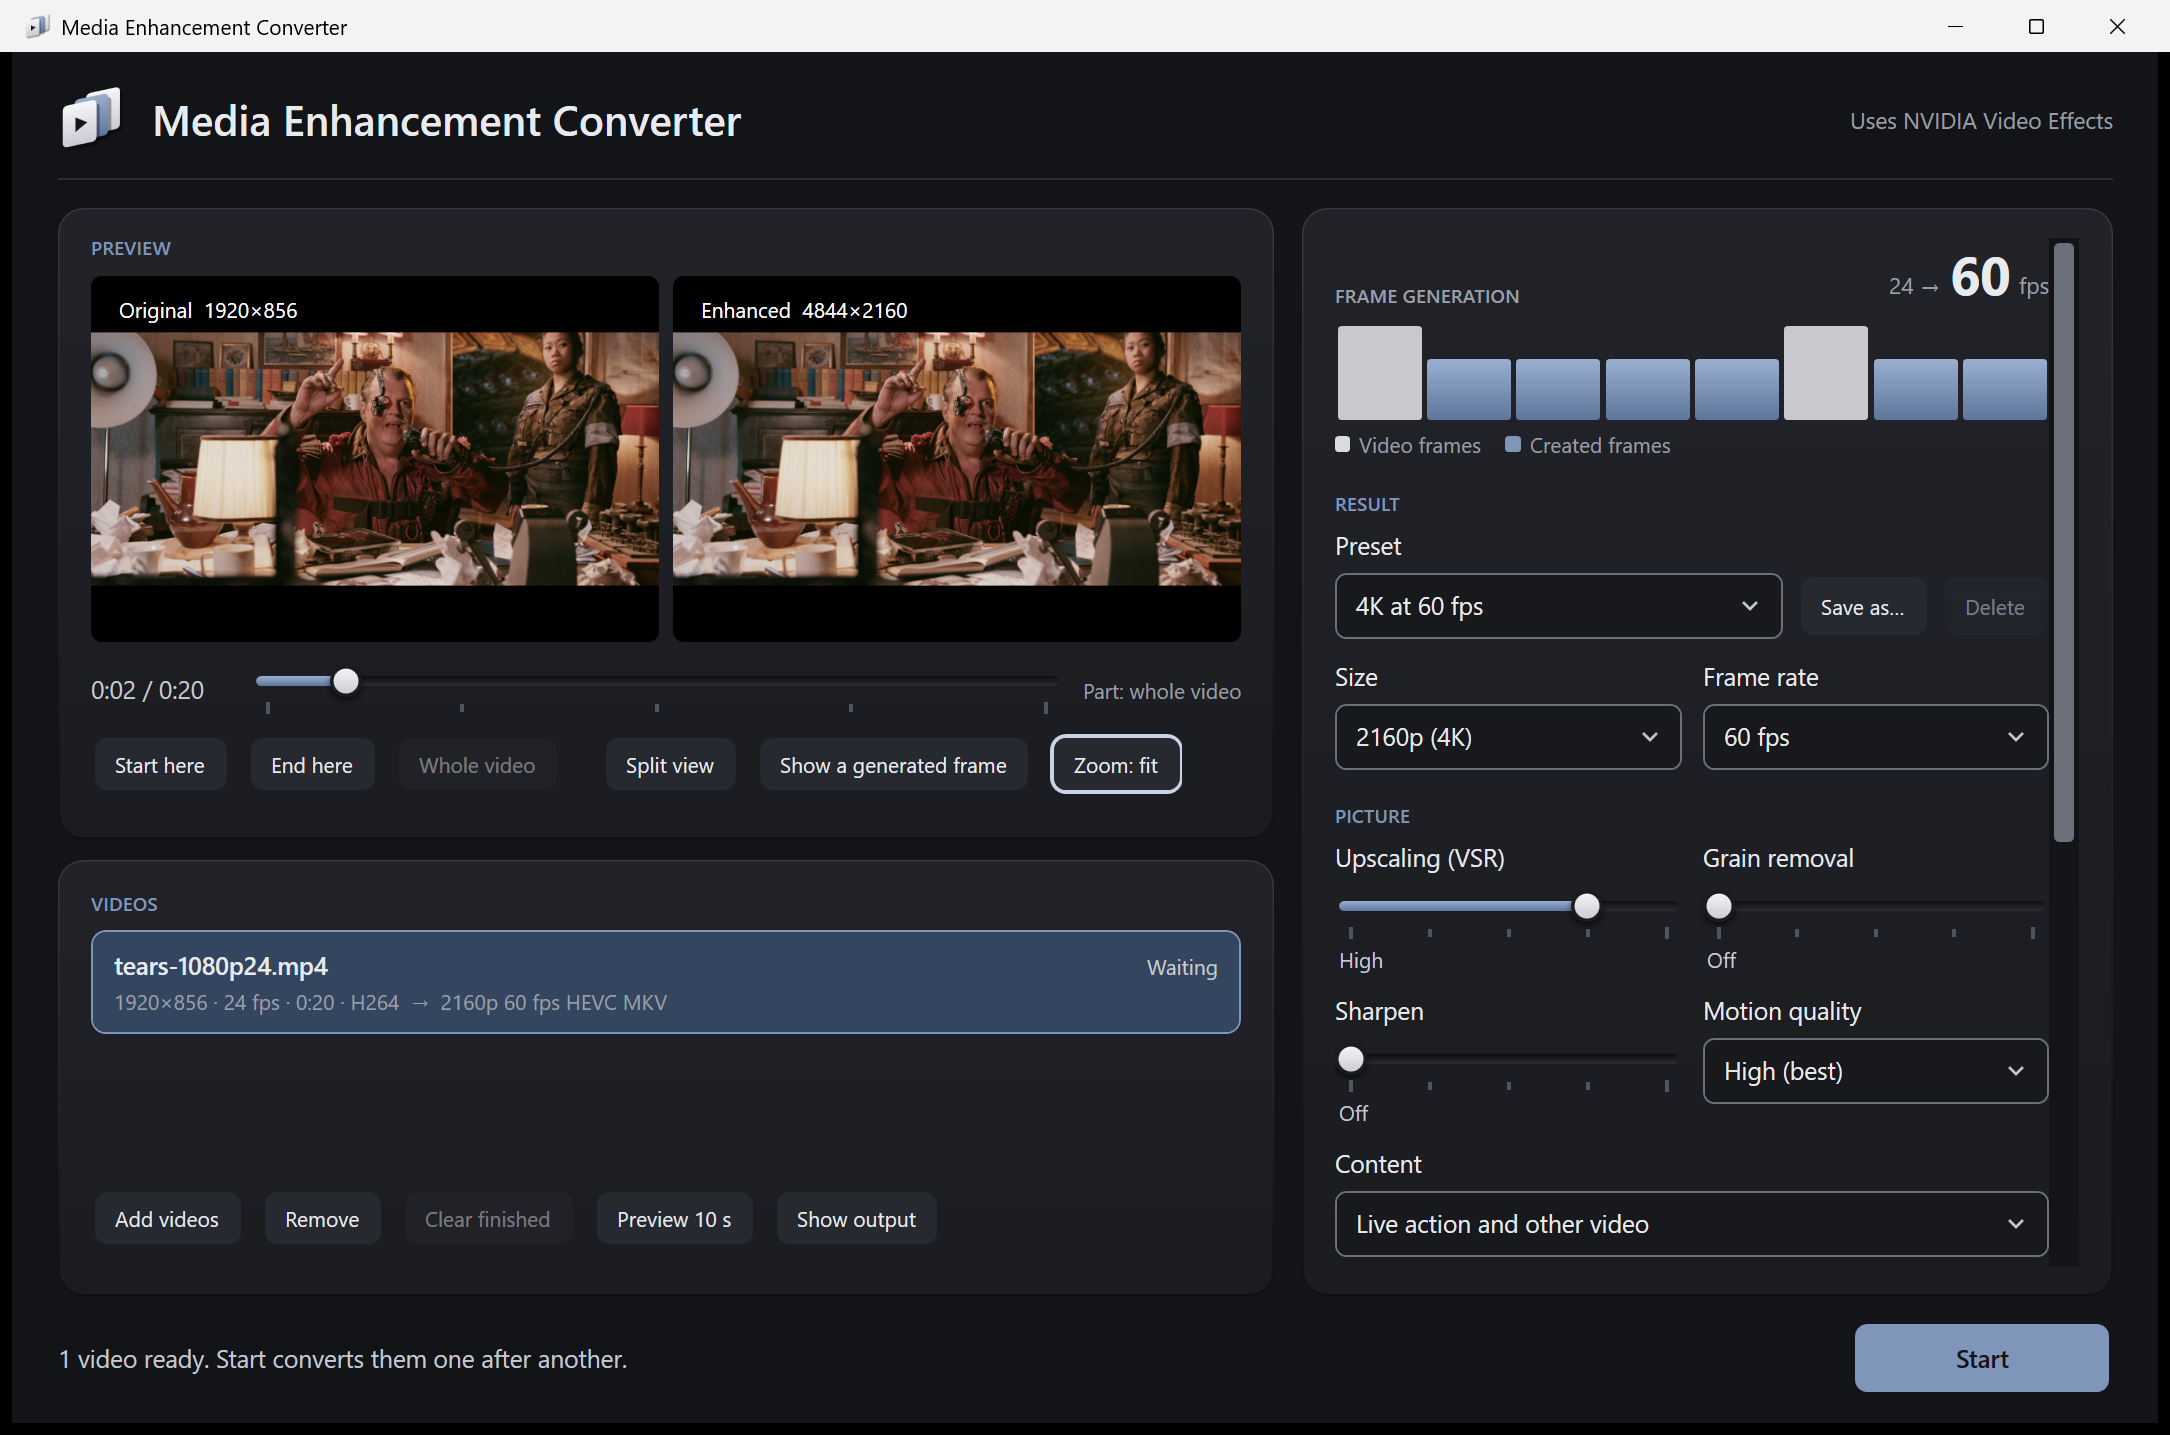 Media Enhancement Converter
Media Enhancement Converter
Uses NVIDIA Video Effects
PREVIEW
Original 1920×856
Enhanced 4844×2160
0:02 / 0:20
Part: whole video
Start here
End here
Whole video
Split view
Show a generated frame
Zoom: fit
VIDEOS
tears-1080p24.mp4
Waiting
1920×856 · 24 fps · 0:20 · H264 → 2160p 60 fps HEVC MKV
Add videos
Remove
Clear finished
Preview 10 s
Show output
FRAME GENERATION
24 → 60 fps
Video frames
Created frames
RESULT
Preset
4K at 60 fps
Save as...
Delete
Size
Frame rate
2160p (4K)
60 fps
PICTURE
Upscaling (VSR)
Grain removal
High
Off
Sharpen
Motion quality
High (best)
Off
Content
Live action and other video
1 video ready. Start converts them one after another.
Start